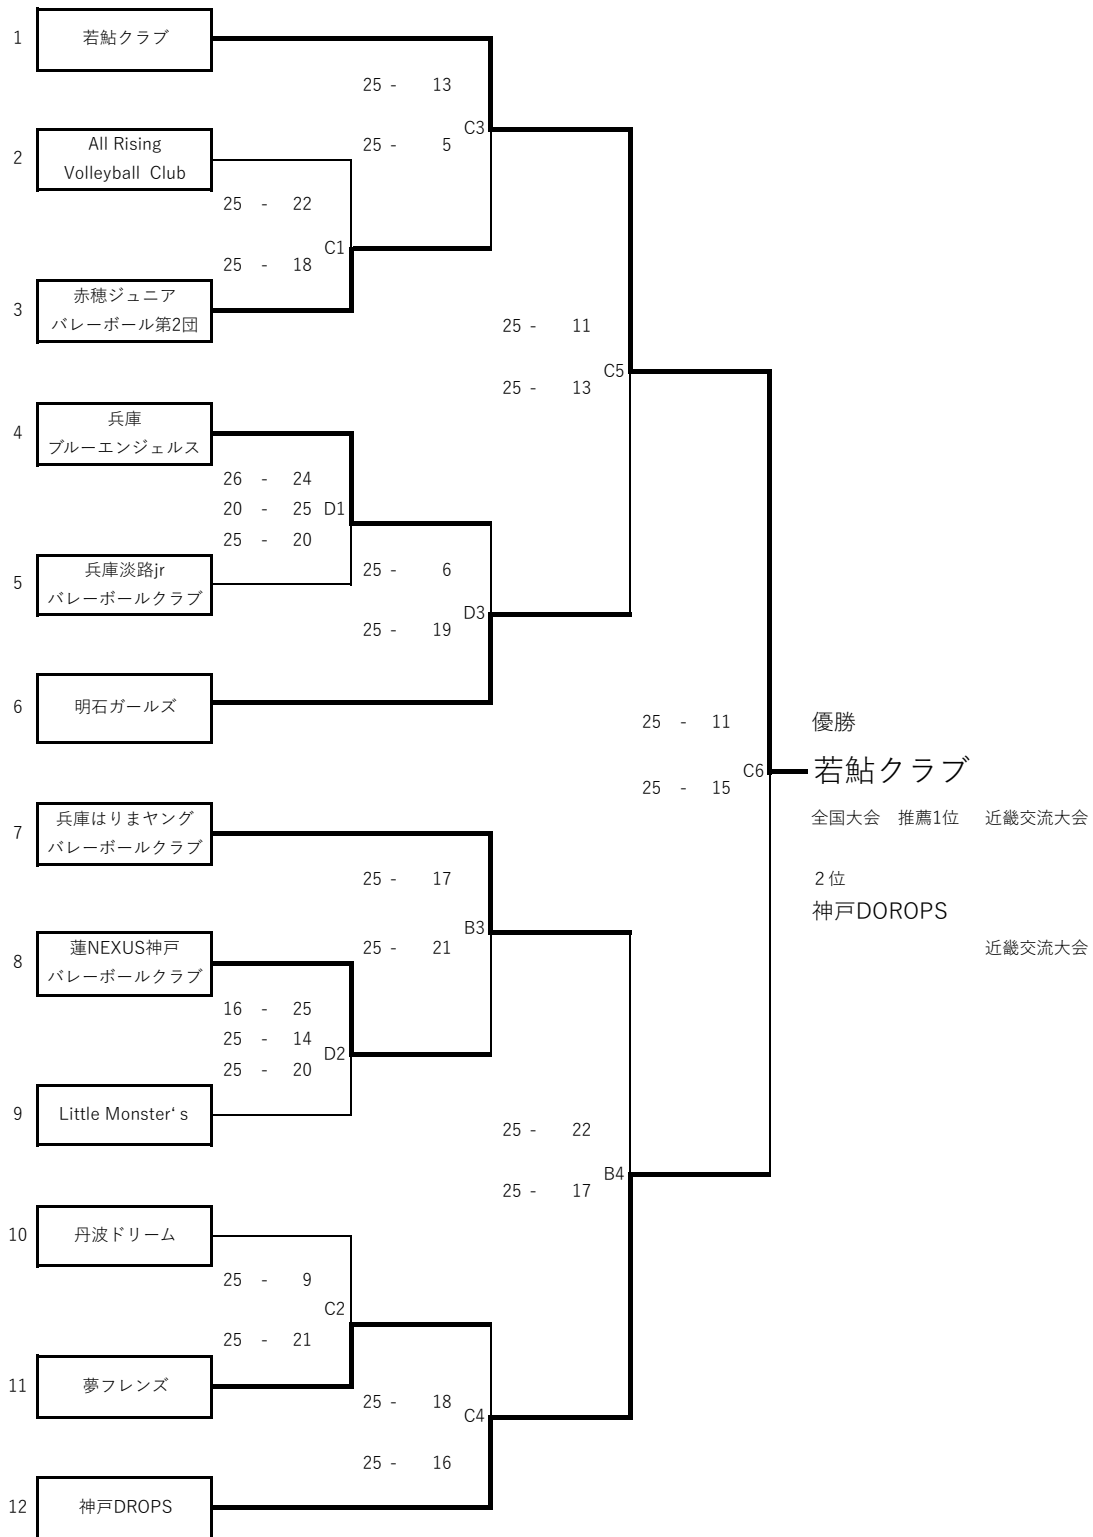 1 若鮎クラブ
25 - 13
C3
25 - 5
2 All Rising
Volleyball Club
25 - 22
C1
25 - 18
3 赤穂ジュニア
バレーボール第2団
25 - 11
C5
25 - 13
4 兵庫
ブルーエンジェルス
26 - 24
20 - 25 D1
25 - 20
5 兵庫淡路jr
バレーボールクラブ
25 - 6
D3
25 - 19
6 明石ガールズ
25 - 11
C6
25 - 15
優勝
若鮎クラブ
全国大会 推薦1位 近畿交流大会
２位
神戸DOROPS
近畿交流大会
7 兵庫はりまヤング
バレーボールクラブ
25 - 17
B3
25 - 21
8 蓮NEXUS神戸
バレーボールクラブ
16 - 25
25 - 14
D2
25 - 20
9 Little Monster‘s
25 - 22
B4
25 - 17
10 丹波ドリーム
25 - 9
C2
25 - 21
11 夢フレンズ
25 - 18
C4
25 - 16
12 神戸DROPS